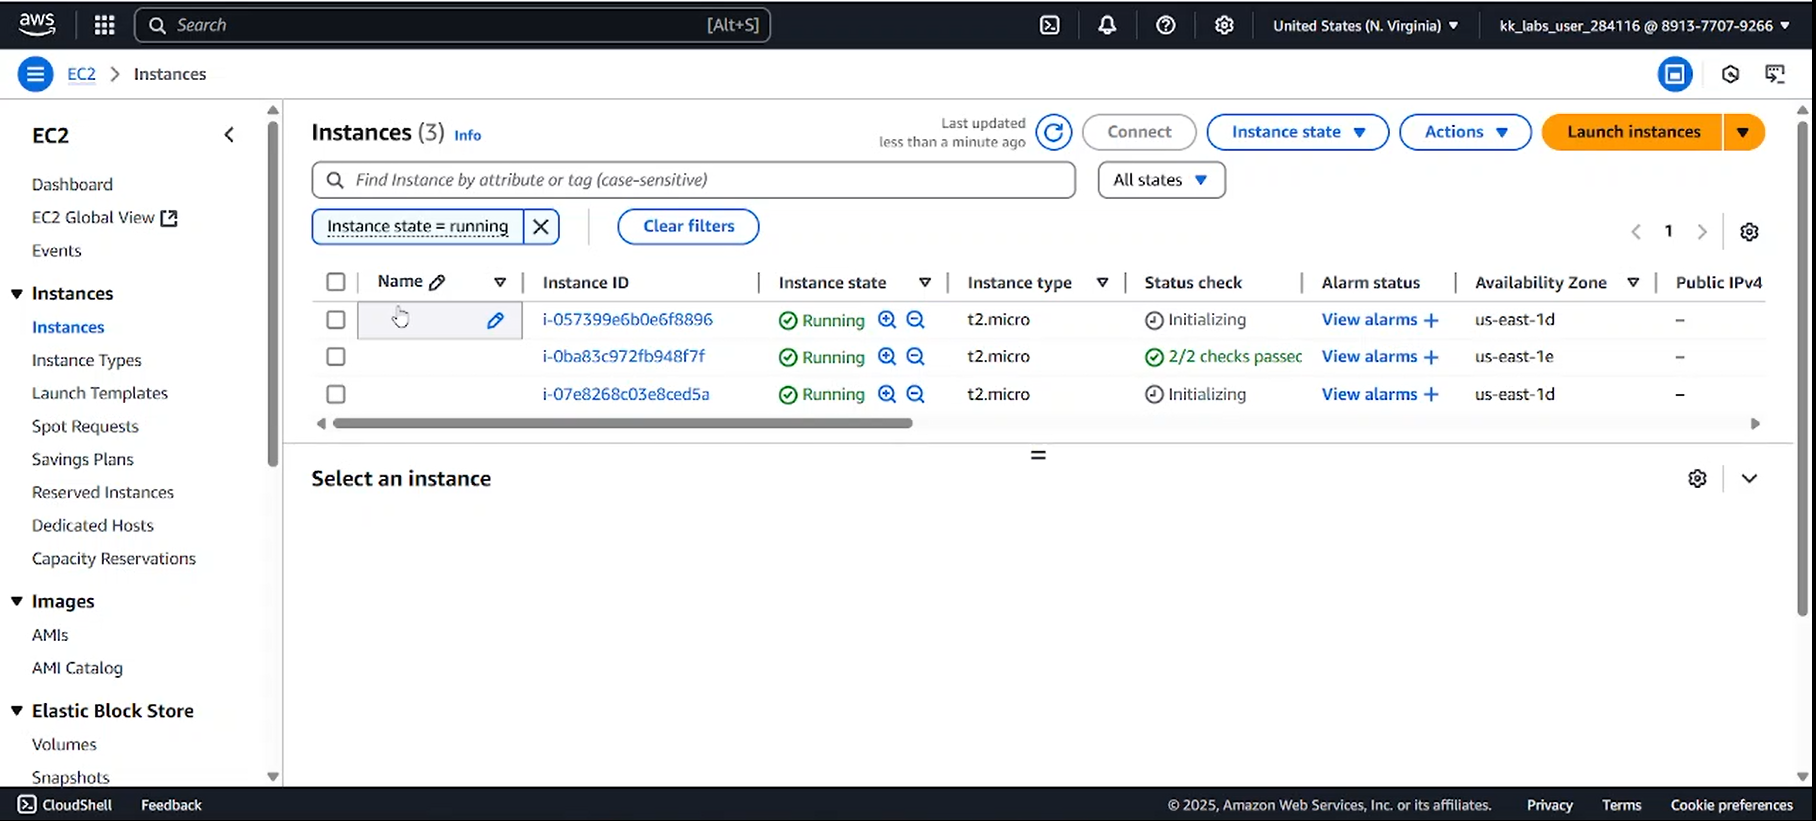 aws
Search [Alt+S]
United States (N. Virginia)
kk_labs_user_284116 @ 8913-7707-9266
EC2 > Instances
EC2
Dashboard
EC2 Global View
Events
Instances
Instances
Instance Types
Launch Templates
Spot Requests
Savings Plans
Reserved Instances
Dedicated Hosts
Capacity Reservations
Images
AMIs
AMI Catalog
Elastic Block Store
Volumes
Snapshots
Instances (3) Info
Last updated
less than a minute ago
Connect
Instance state
Actions
Launch instances
Find Instance by attribute or tag (case-sensitive)
All states
Instance state = running
Clear filters
1
Name Instance ID Instance state Instance type Status check Alarm status Availability Zone Public IPv4
i-057399e6b0e6f8896 Running t2.micro Initializing View alarms + us-east-1d –
i-0ba83c972fb948f7f Running t2.micro 2/2 checks passec View alarms + us-east-1e –
i-07e8268c03e8ced5a Running t2.micro Initializing View alarms + us-east-1d –
Select an instance
CloudShell Feedback © 2025, Amazon Web Services, Inc. or its affiliates. Privacy Terms Cookie preferences